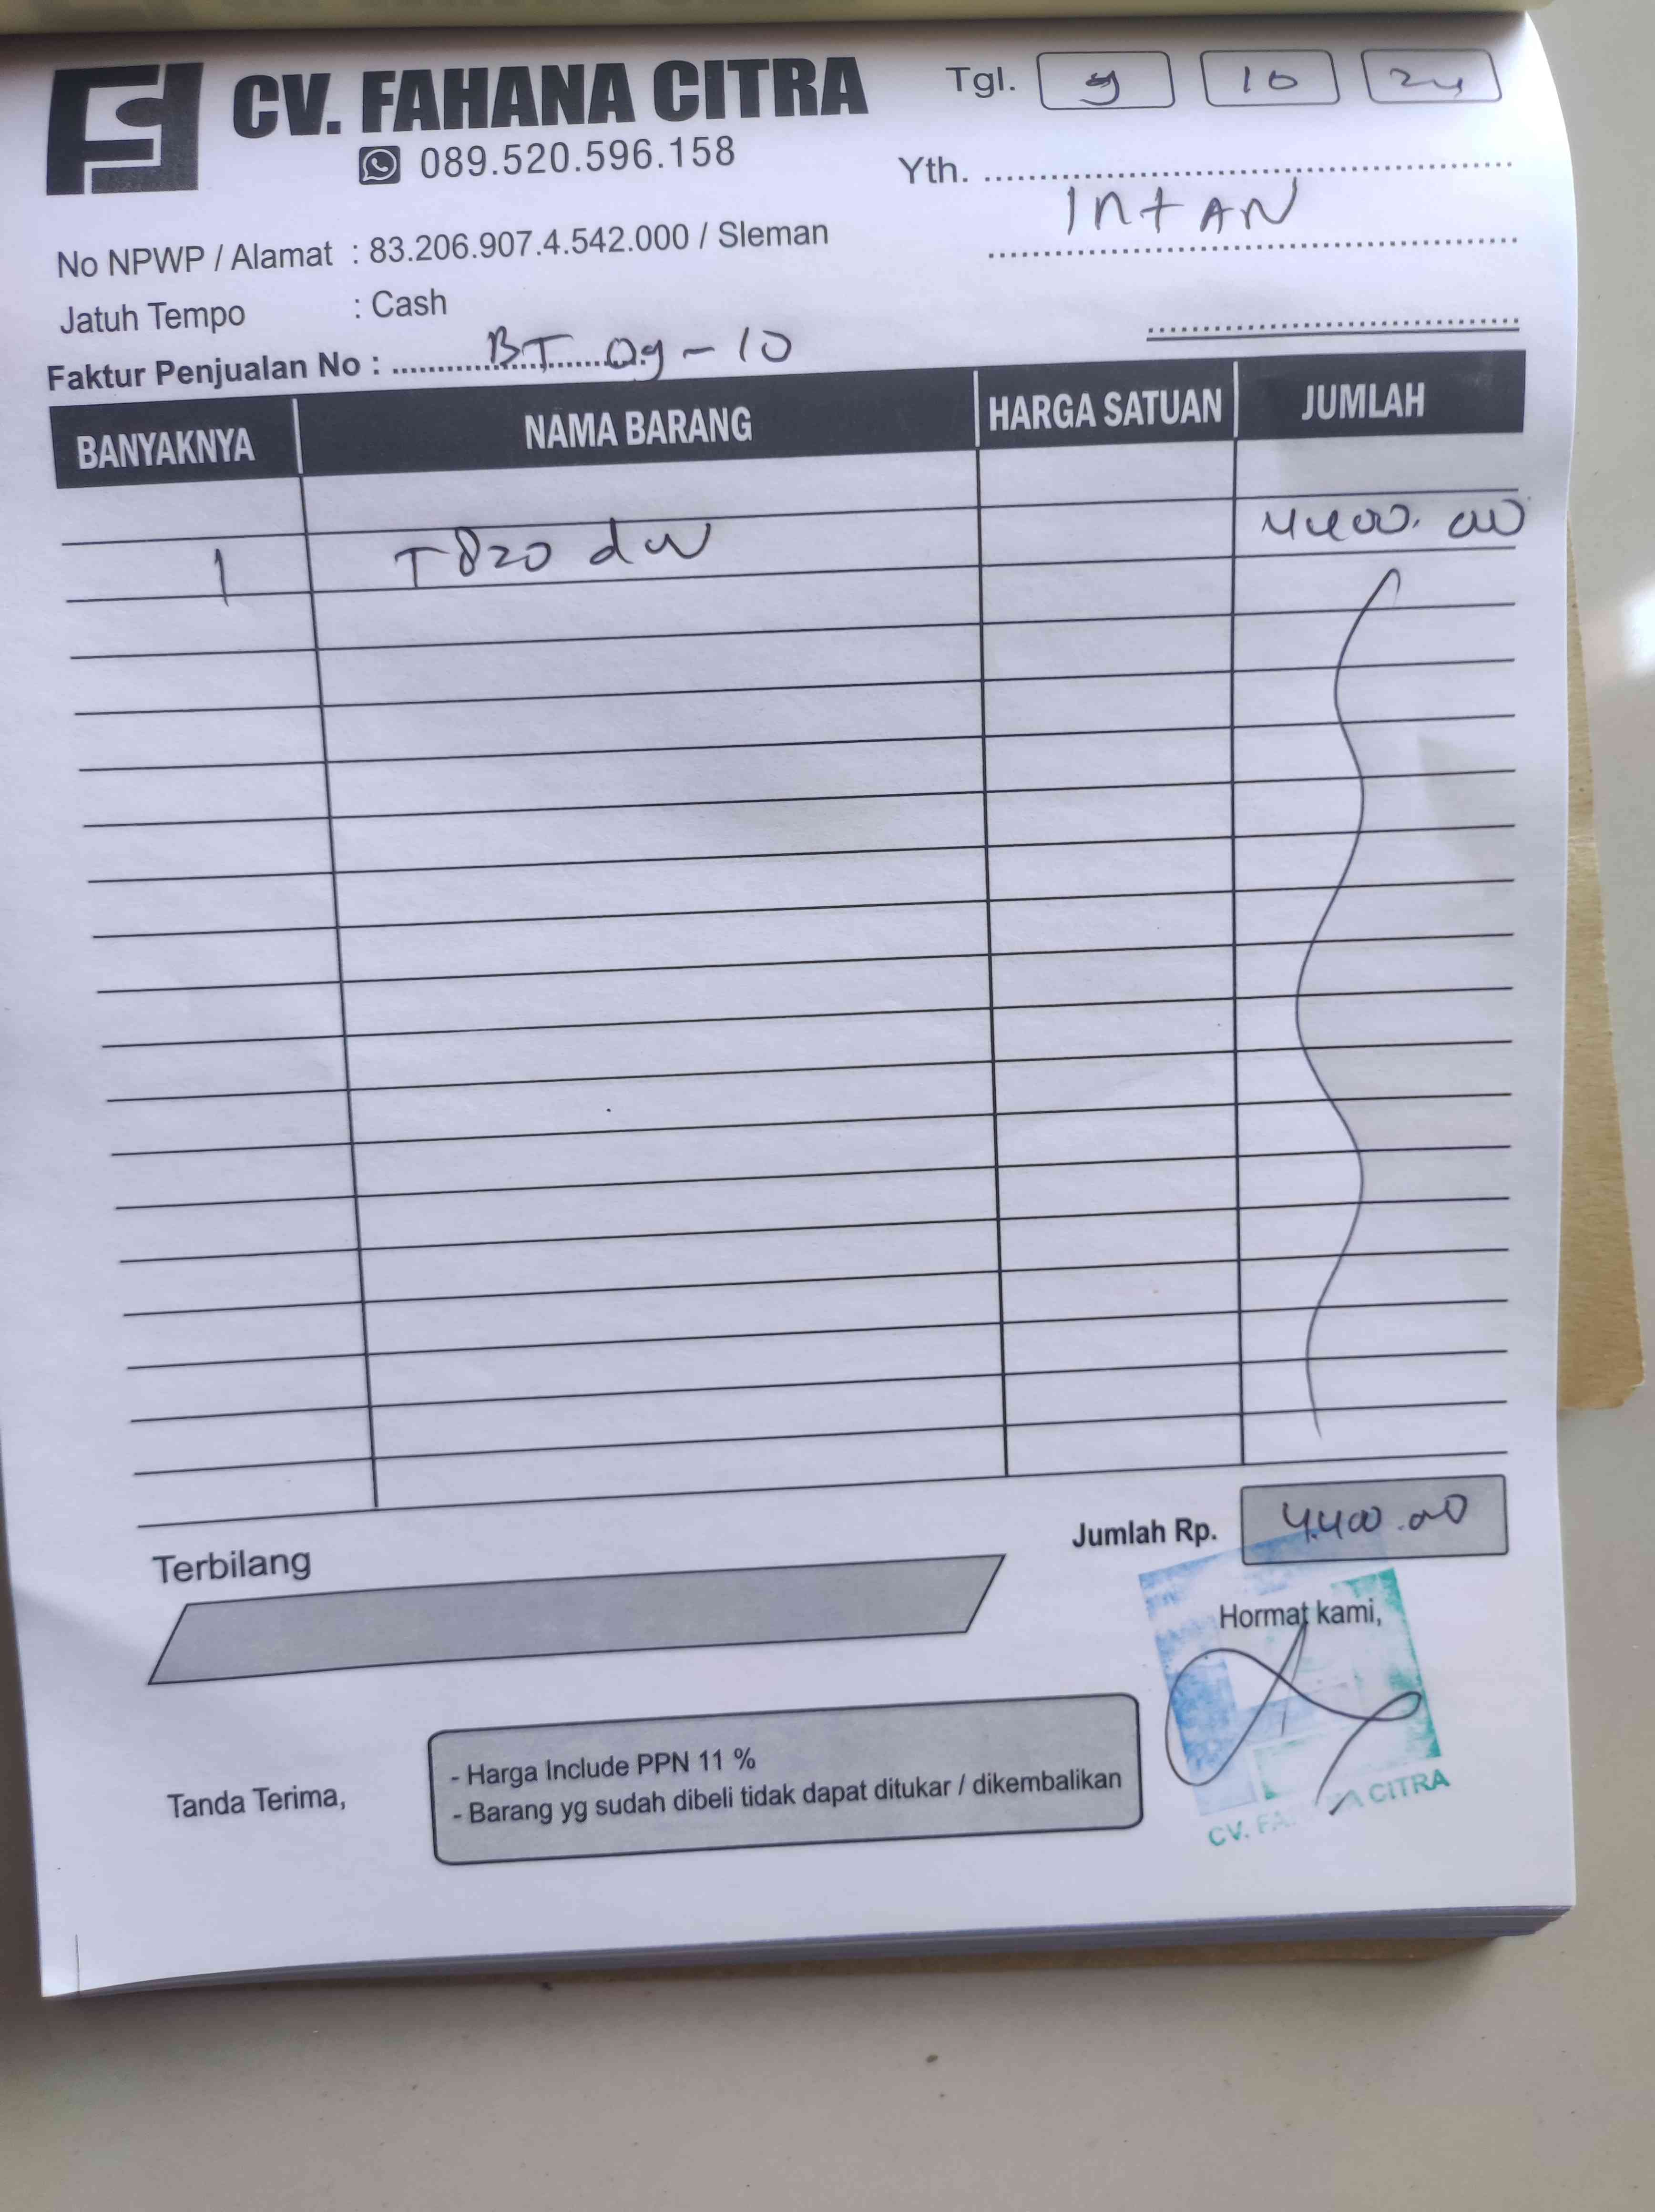 CV. FAHANA CITRA
089.520.596.158
Tgl. 9 10 24
Yth.
INtAN
No NPWP / Alamat : 83.206.907.4.542.000 / Sleman
Jatuh Tempo : Cash
Faktur Penjualan No : BT 09-10
BANYAKNYA NAMA BARANG HARGA SATUAN JUMLAH
1 T820 dw 4400.000
Jumlah Rp. 4.400.000
Terbilang
Hormat kami,
- Harga Include PPN 11 %
- Barang yg sudah dibeli tidak dapat ditukar / dikembalikan
Tanda Terima,
CV. CITRA